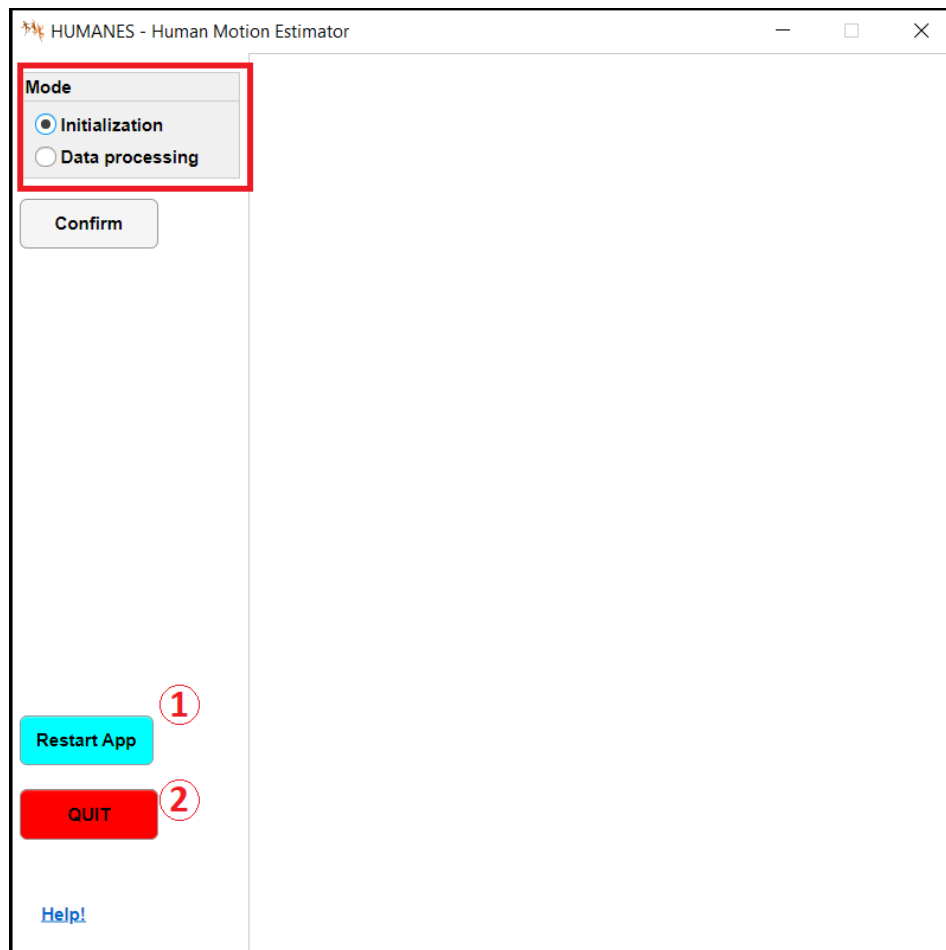 HUMANES - Human Motion Estimator
Mode
Initialization
Data processing
Confirm
1
Restart App
2
QUIT
Help!